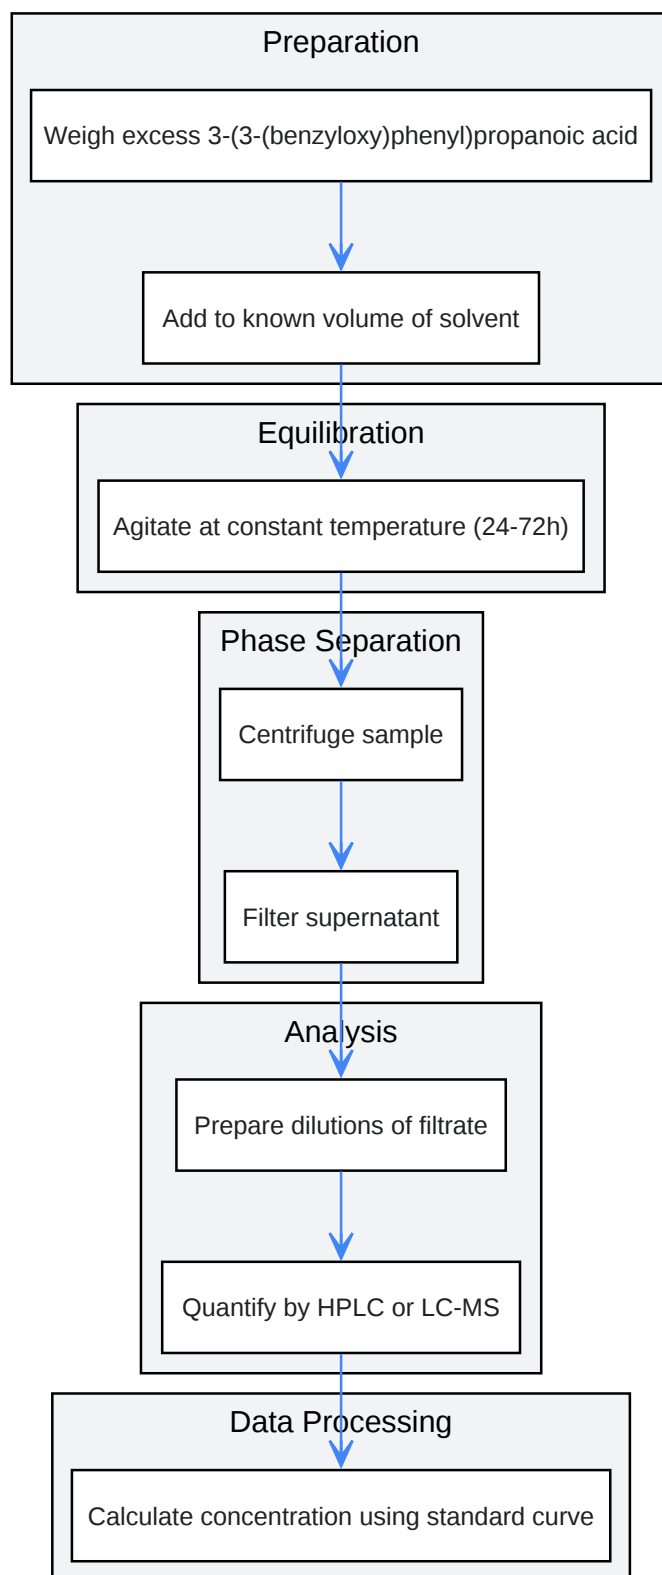 Preparation
Weigh excess 3-(3-(benzyloxy)phenyl)propanoic acid
Add to known volume of solvent
Equilibration
Agitate at constant temperature (24-72h)
Phase Separation
Centrifuge sample
Filter supernatant
Analysis
Prepare dilutions of filtrate
Quantify by HPLC or LC-MS
Data Processing
Calculate concentration using standard curve